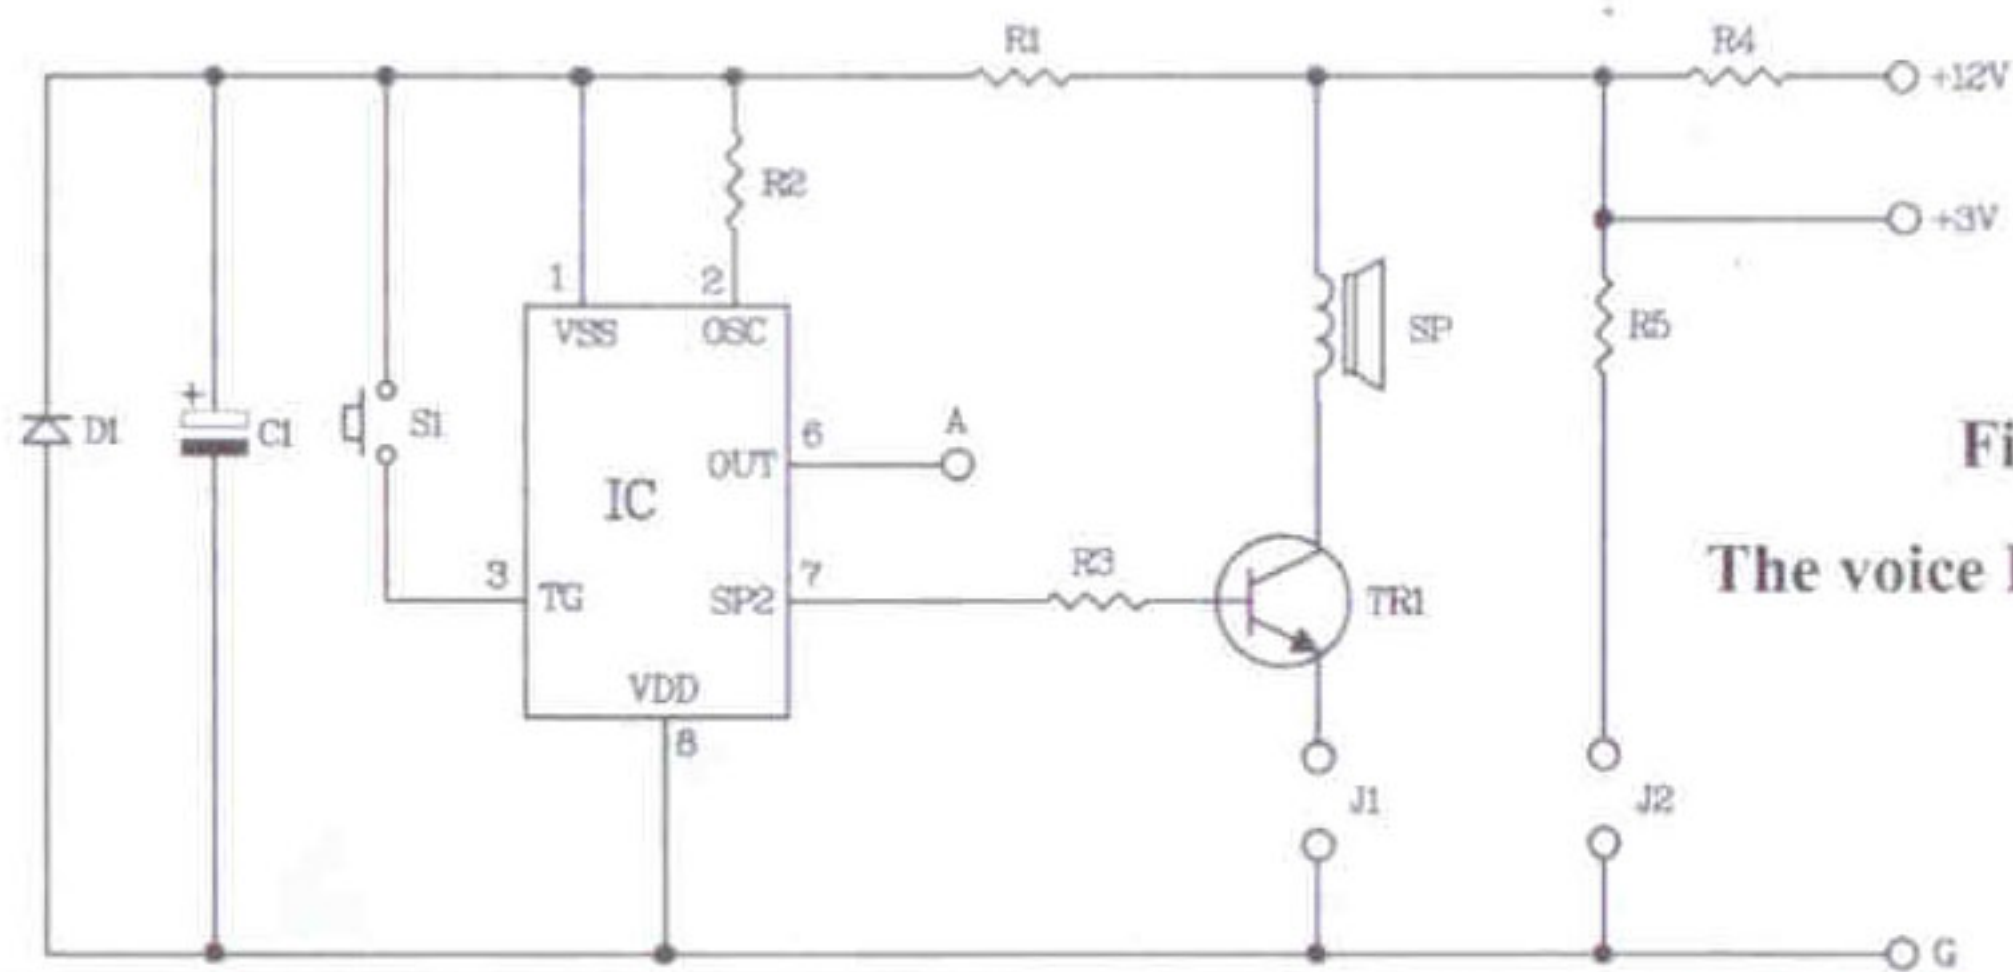 R1
R4
+12V
R2
+3V
1
2
VSS
OSC
SP
R5
+
D1
C1
S1
6
A
OUT
IC
Fi
3
TG
7
SP2
R3
TR1
The voice
VDD
8
J1
J2
G